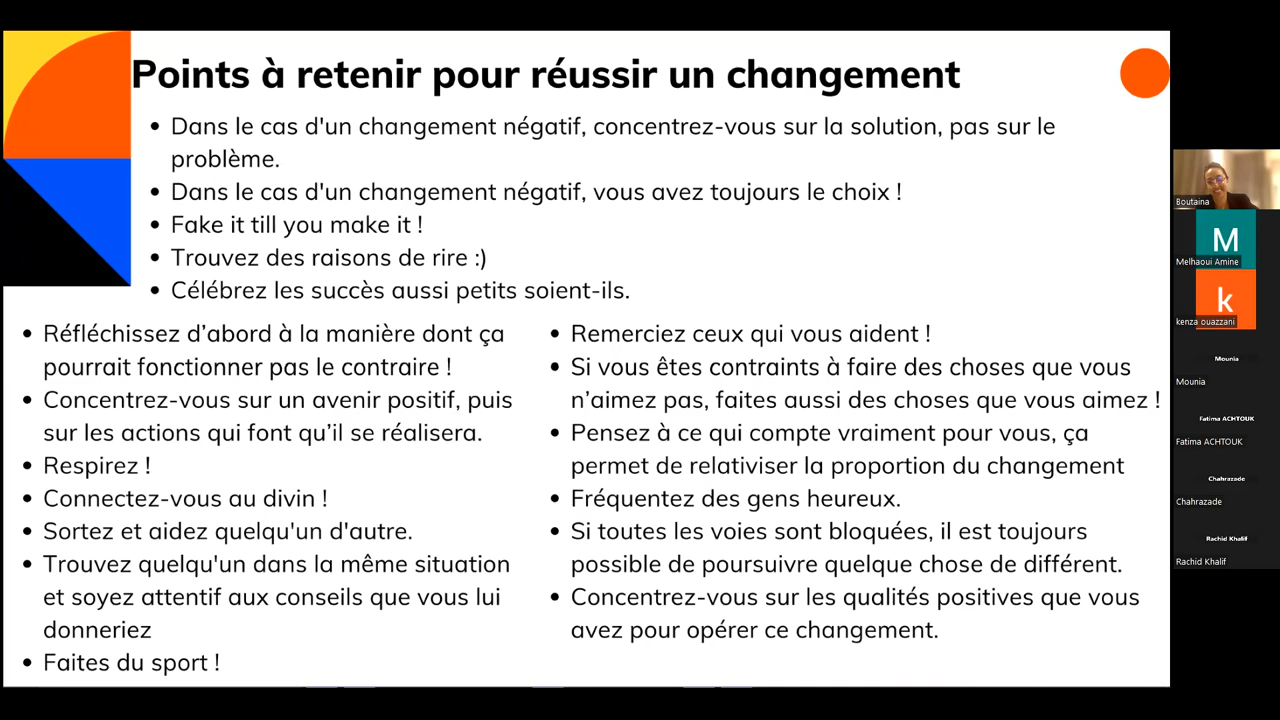 Points à retenir pour réussir un changement
Dans le cas d'un changement négatif, concentrez-vous sur la solution, pas sur le
problème.
Dans le cas d'un changement négatif, vous avez toujours le choix !
Fake it till you make it !
Trouvez des raisons de rire :)
Célébrez les succès aussi petits soient-ils.
Réfléchissez d'abord à la manière dont ça
pourrait fonctionner pas le contraire !
Concentrez-vous sur un avenir positif, puis
sur les actions qui font qu'il se réalisera.
Respirez !
Connectez-vous au divin !
Sortez et aidez quelqu'un d'autre.
Trouvez quelqu'un dans la même situation
et soyez attentif aux conseils que vous lui
donneriez
Faites du sport !
Remerciez ceux qui vous aident !
Si vous êtes contraints à faire des choses que vous
n'aimez pas, faites aussi des choses que vous aimez !
Pensez à ce qui compte vraiment pour vous, ça
permet de relativiser la proportion du changement
Fréquentez des gens heureux.
Si toutes les voies sont bloquées, il est toujours
possible de poursuivre quelque chose de différent.
Concentrez-vous sur les qualités positives que vous
avez pour opérer ce changement.
Boutaina
M
Melhaoui Amine
k
kenza ouazzani
Mounia
Mounia
Fatima ACHTOUK
Fatima ACHTOUK
Chahrazade
Chahrazade
Rachid Khalif
Rachid Khalif